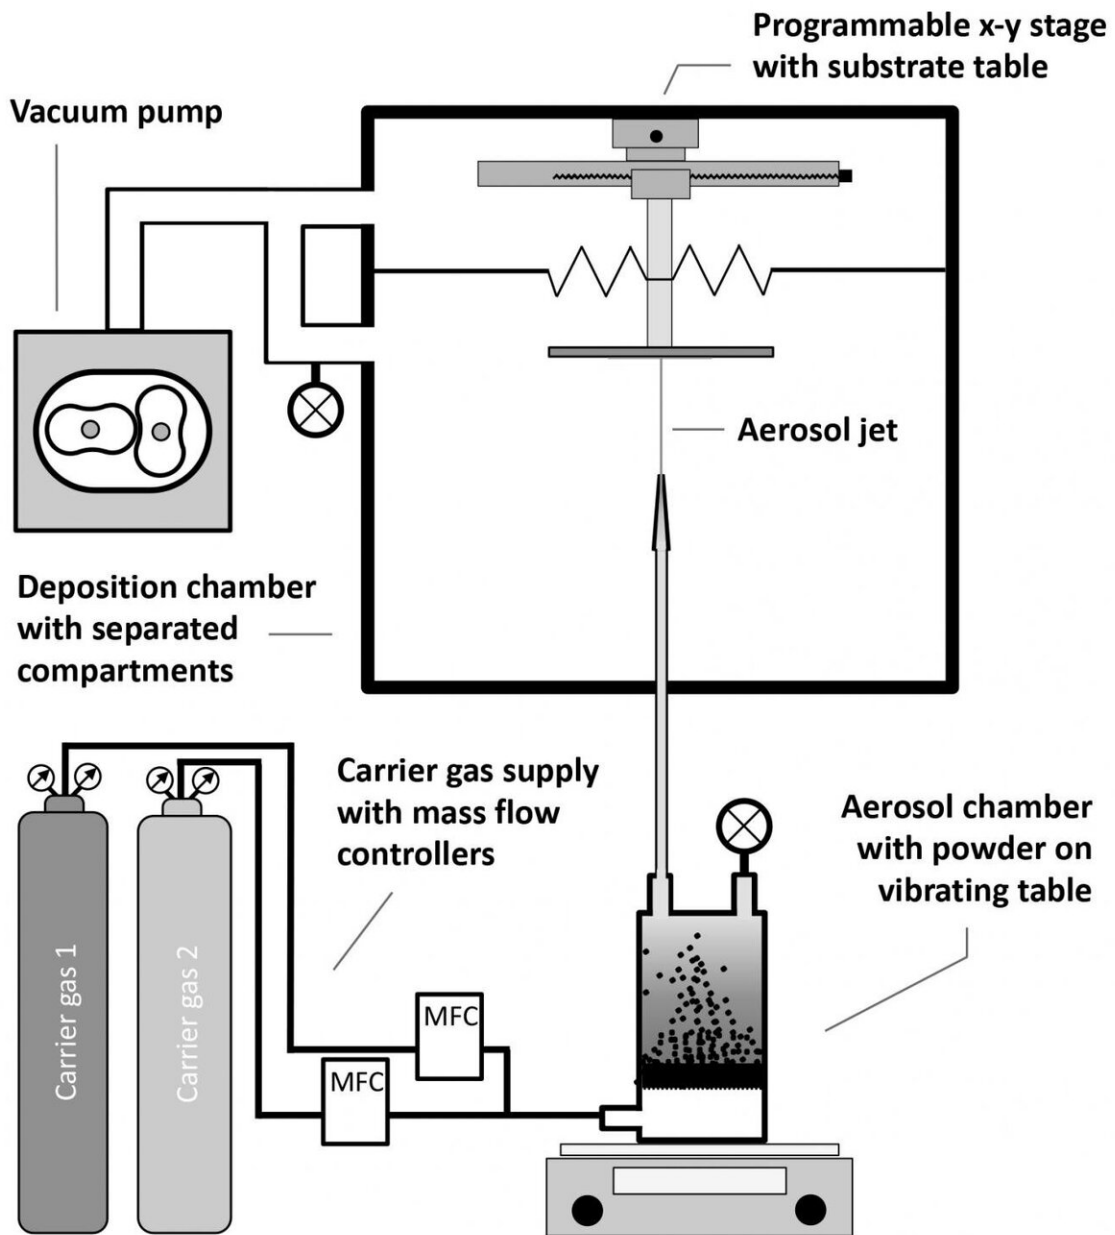 Programmable x-y stage
with substrate table
Vacuum pump
Aerosol jet
Deposition chamber
with separated
compartments
Carrier gas supply
with mass flow
controllers
Aerosol chamber
with powder on
vibrating table
Carrier gas 1
Carrier gas 2
MFC
MFC